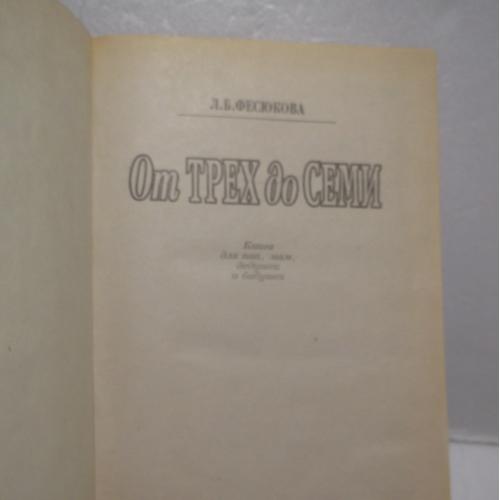 Л.Б.ФЕСЮКОВА
От ТРЕХ до СЕМИ
Книга
для пап, мам,
дедушек
и бабушек